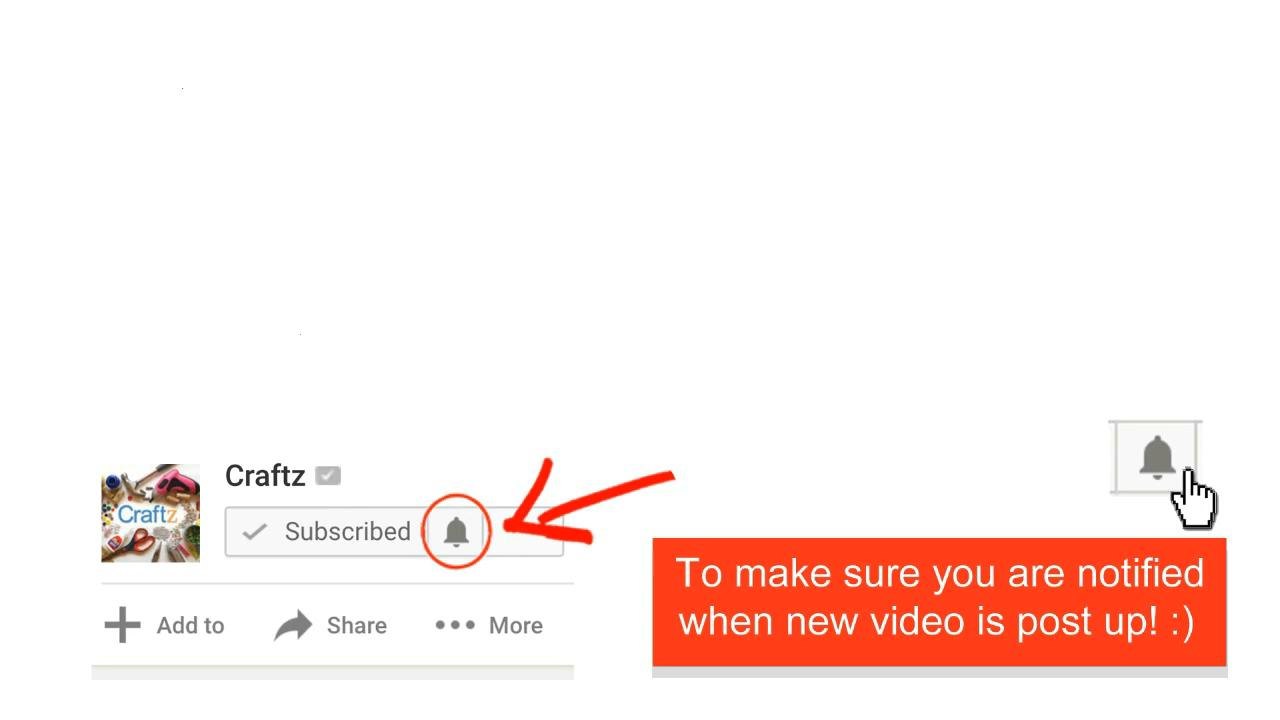 Craftz
Craftz
Subscribed
Add to
Share
More
To make sure you are notified
when new video is post up! :)